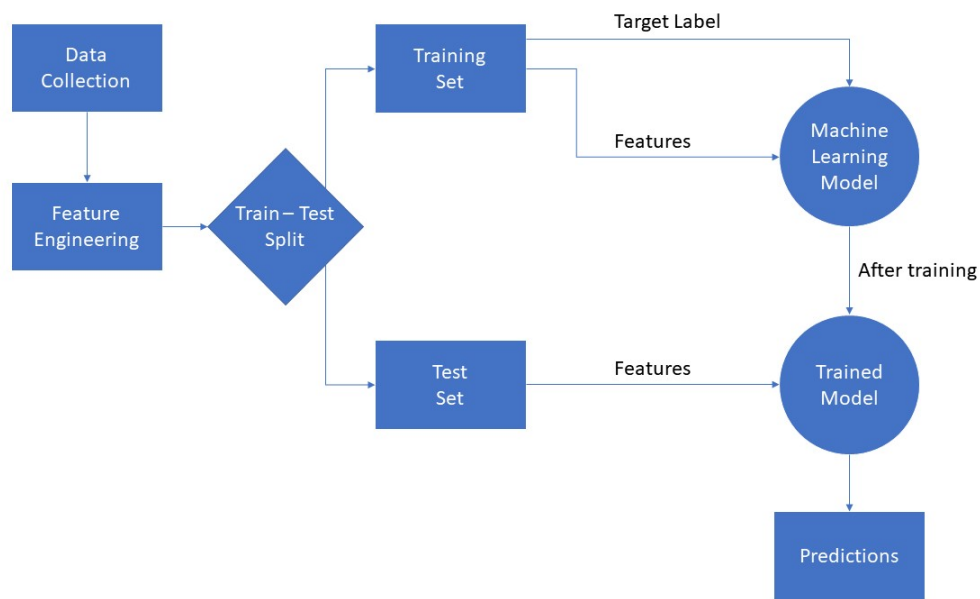 Data
Collection
Feature
Engineering
Train – Test
Split
Training
Set
Target Label
Features
Machine
Learning
Model
After training
Test
Set
Features
Trained
Model
Predictions